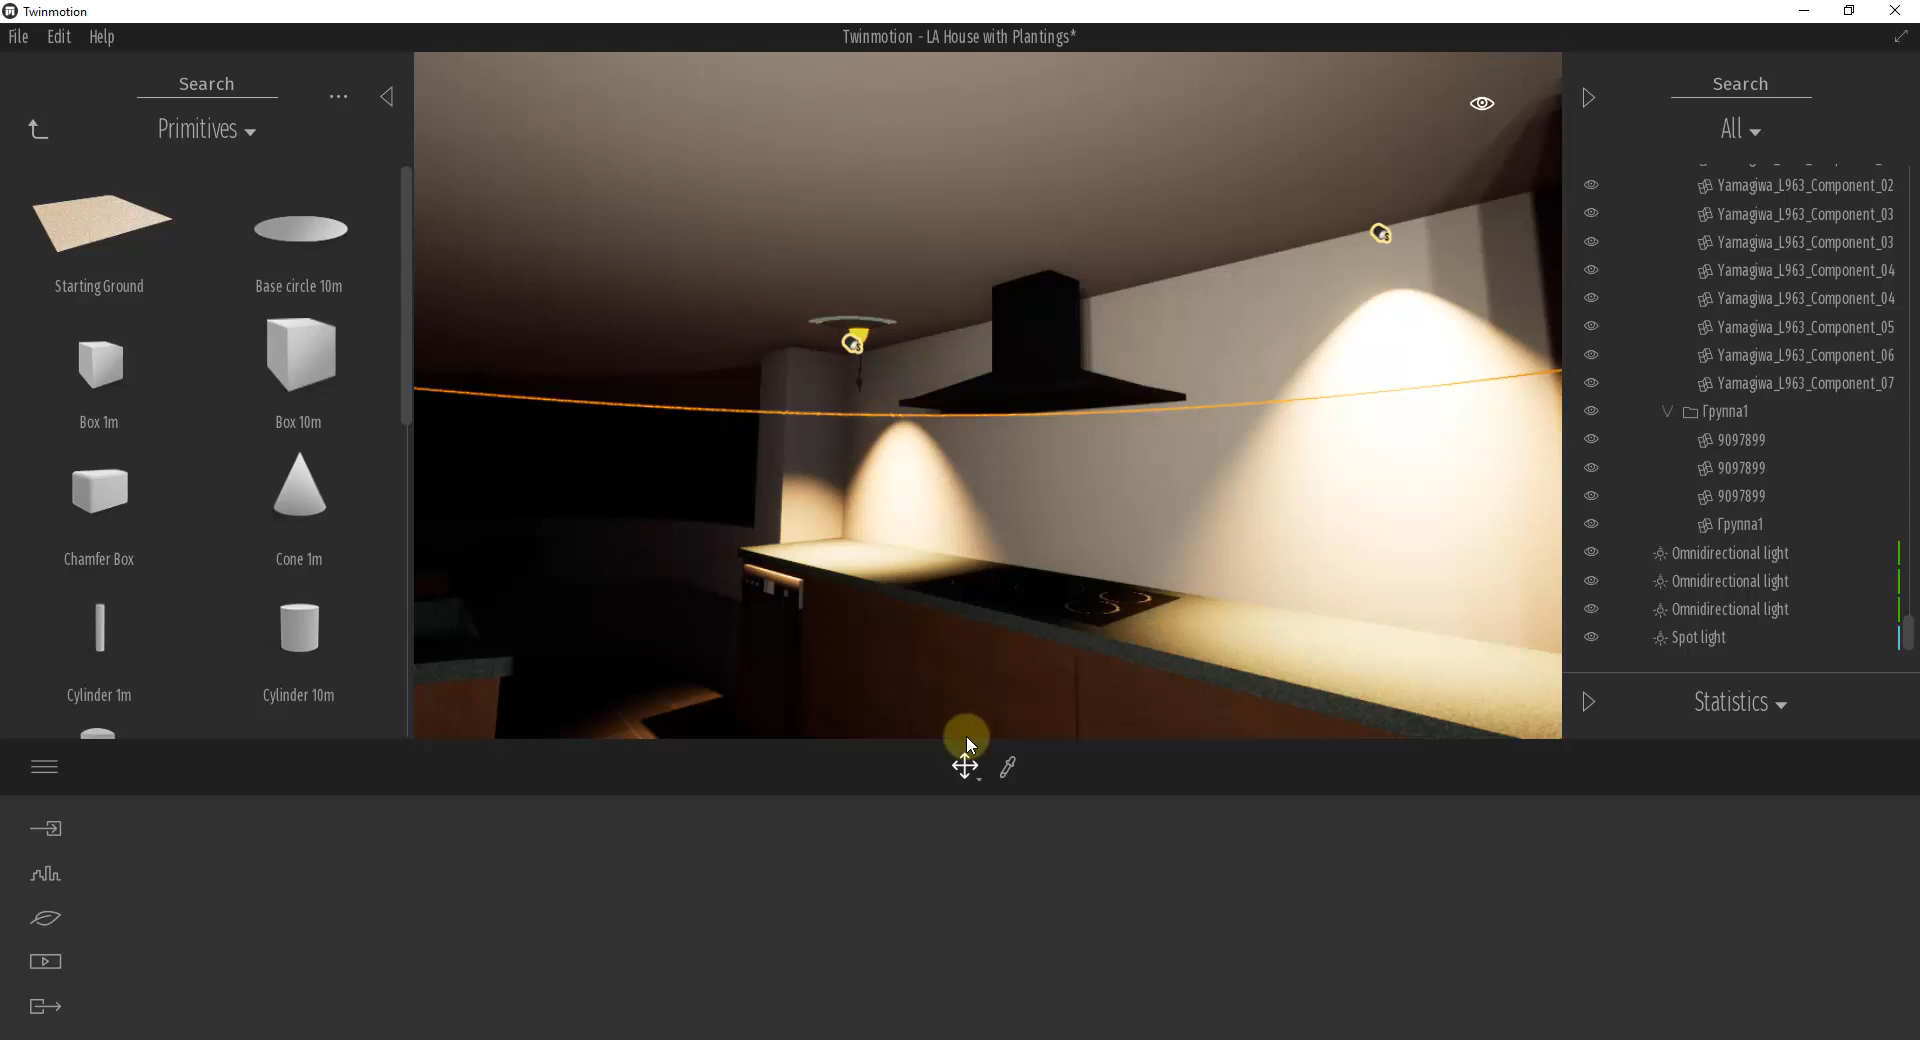 Twinmotion
File Edit Help
Twinmotion - LA House with Plantings*
Search
...
Primitives
Starting Ground
Base circle 10m
Box 1m
Box 10m
Chamfer Box
Cone 1m
Cylinder 1m
Cylinder 10m
Search
All
Yamagiwa_L963_Component_02
Yamagiwa_L963_Component_03
Yamagiwa_L963_Component_03
Yamagiwa_L963_Component_04
Yamagiwa_L963_Component_04
Yamagiwa_L963_Component_05
Yamagiwa_L963_Component_06
Yamagiwa_L963_Component_07
Группа1
9097899
9097899
9097899
Группа1
Omnidirectional light
Omnidirectional light
Omnidirectional light
Spot light
Statistics